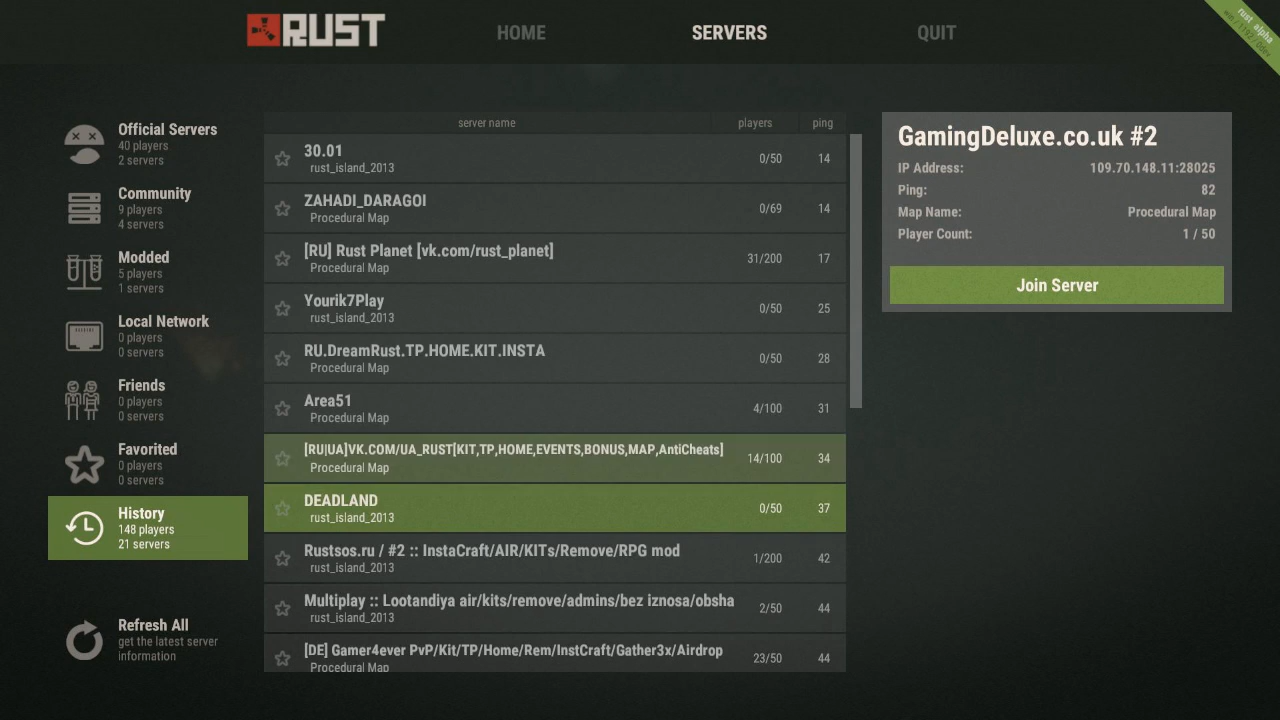 RUST
HOME
SERVERS
QUIT
rust alpha
Official Servers
40 players
2 servers
Community
9 players
4 servers
Modded
5 players
1 servers
Local Network
0 players
0 servers
Friends
0 players
0 servers
Favorited
0 players
0 servers
History
148 players
21 servers
Refresh All
get the latest server
information
server name players ping
30.01
rust_island_2013
0/50 14
ZAHADI_DARAGOI
Procedural Map
0/69 14
[RU] Rust Planet [vk.com/rust_planet]
Procedural Map
31/200 17
Yourik7Play
rust_island_2013
0/50 25
RU.DreamRust.TP.HOME.KIT.INSTA
Procedural Map
0/50 28
Area51
Procedural Map
4/100 31
[RU|UA]VK.COM/UA_RUST[KIT,TP,HOME,EVENTS,BONUS,MAP,AntiCheats]
Procedural Map
14/100 34
DEADLAND
rust_island_2013
0/50 37
Rustsos.ru / #2 :: InstaCraft/AIR/KITs/Remove/RPG mod
rust_island_2013
1/200 42
Multiplay :: Lootandiya air/kits/remove/admins/bez iznosa/obsha
rust_island_2013
2/50 44
[DE] Gamer4ever PvP/Kit/TP/Home/Rem/InstCraft/Gather3x/Airdrop
Procedural Map
23/50 44
GamingDeluxe.co.uk #2
IP Address: 109.70.148.11:28025
Ping: 82
Map Name: Procedural Map
Player Count: 1 / 50
Join Server